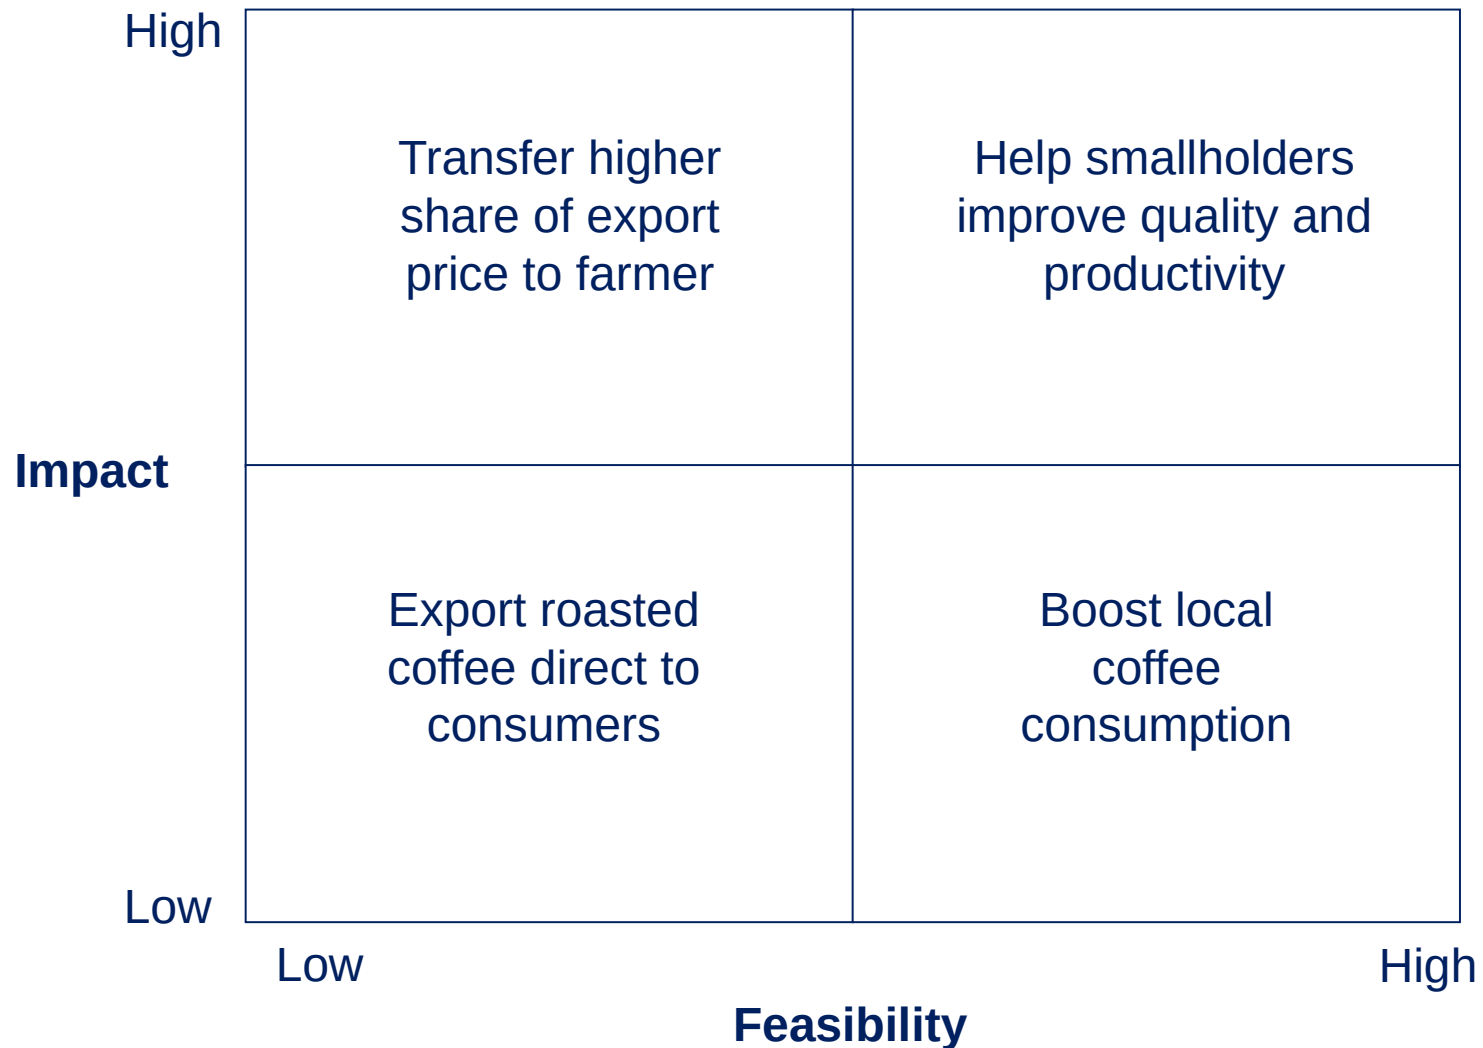 High
Transfer higher
share of export
price to farmer
Help smallholders
improve quality and
productivity
Impact
Export roasted
coffee direct to
consumers
Boost local
coffee
consumption
Low
Low
High
Feasibility